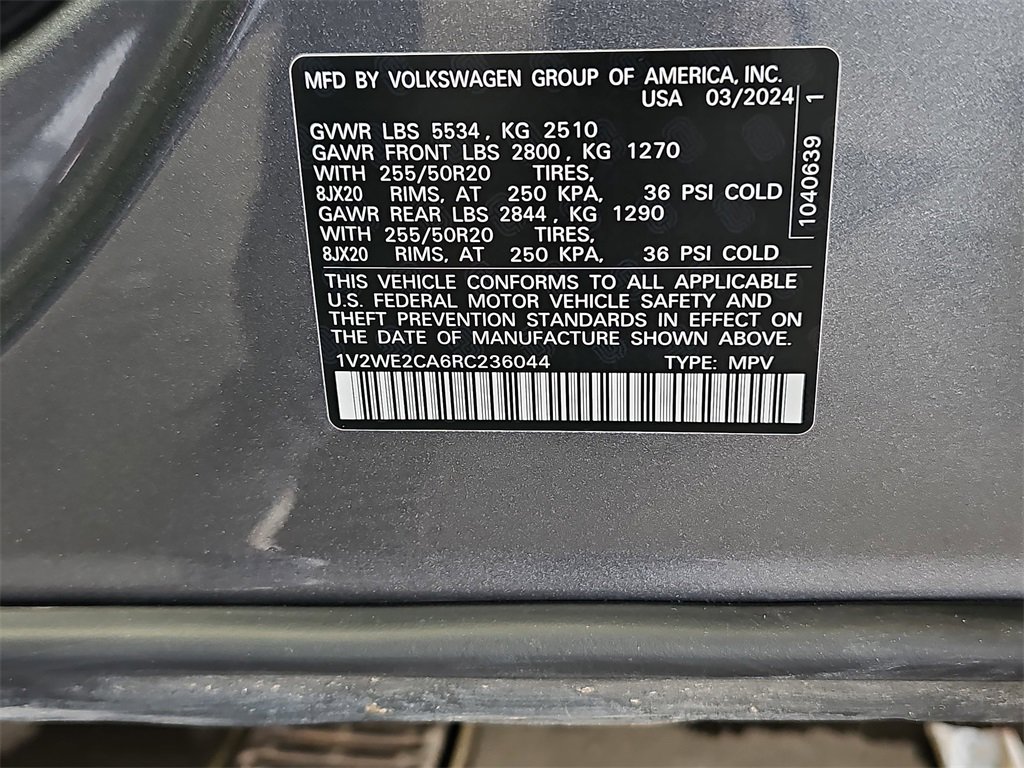 MFD BY VOLKSWAGEN GROUP OF AMERICA, INC.
USA 03/2024
GVWR LBS 5534, KG 2510
GAWR FRONT LBS 2800, KG 1270
WITH 255/50R20 TIRES,
8JX20 RIMS, AT 250 KPA, 36 PSI COLD
GAWR REAR LBS 2844, KG 1290
WITH 255/50R20 TIRES,
8JX20 RIMS, AT 250 KPA, 36 PSI COLD
1040639 1
THIS VEHICLE CONFORMS TO ALL APPLICABLE
U.S. FEDERAL MOTOR VEHICLE SAFETY AND
THEFT PREVENTION STANDARDS IN EFFECT ON
THE DATE OF MANUFACTURE SHOWN ABOVE.
1V2WE2CA6RC236044 TYPE: MPV